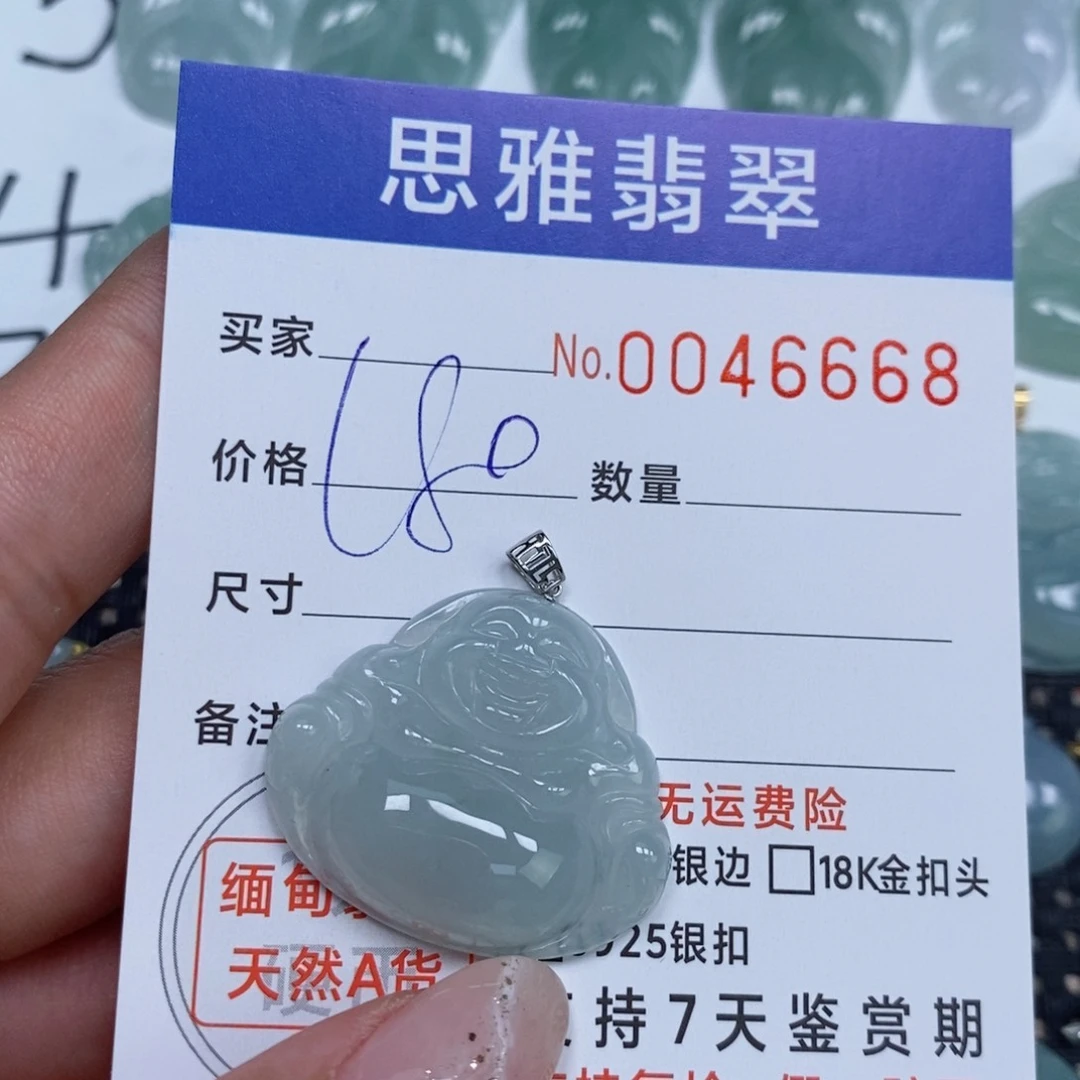 5
思雅翡翠
4
买家 No.0046668
价格 680 数量
尺寸
备注
无运费险
银边 □18K金扣头
缅甸
天然A货
925银扣
持7天鉴赏期